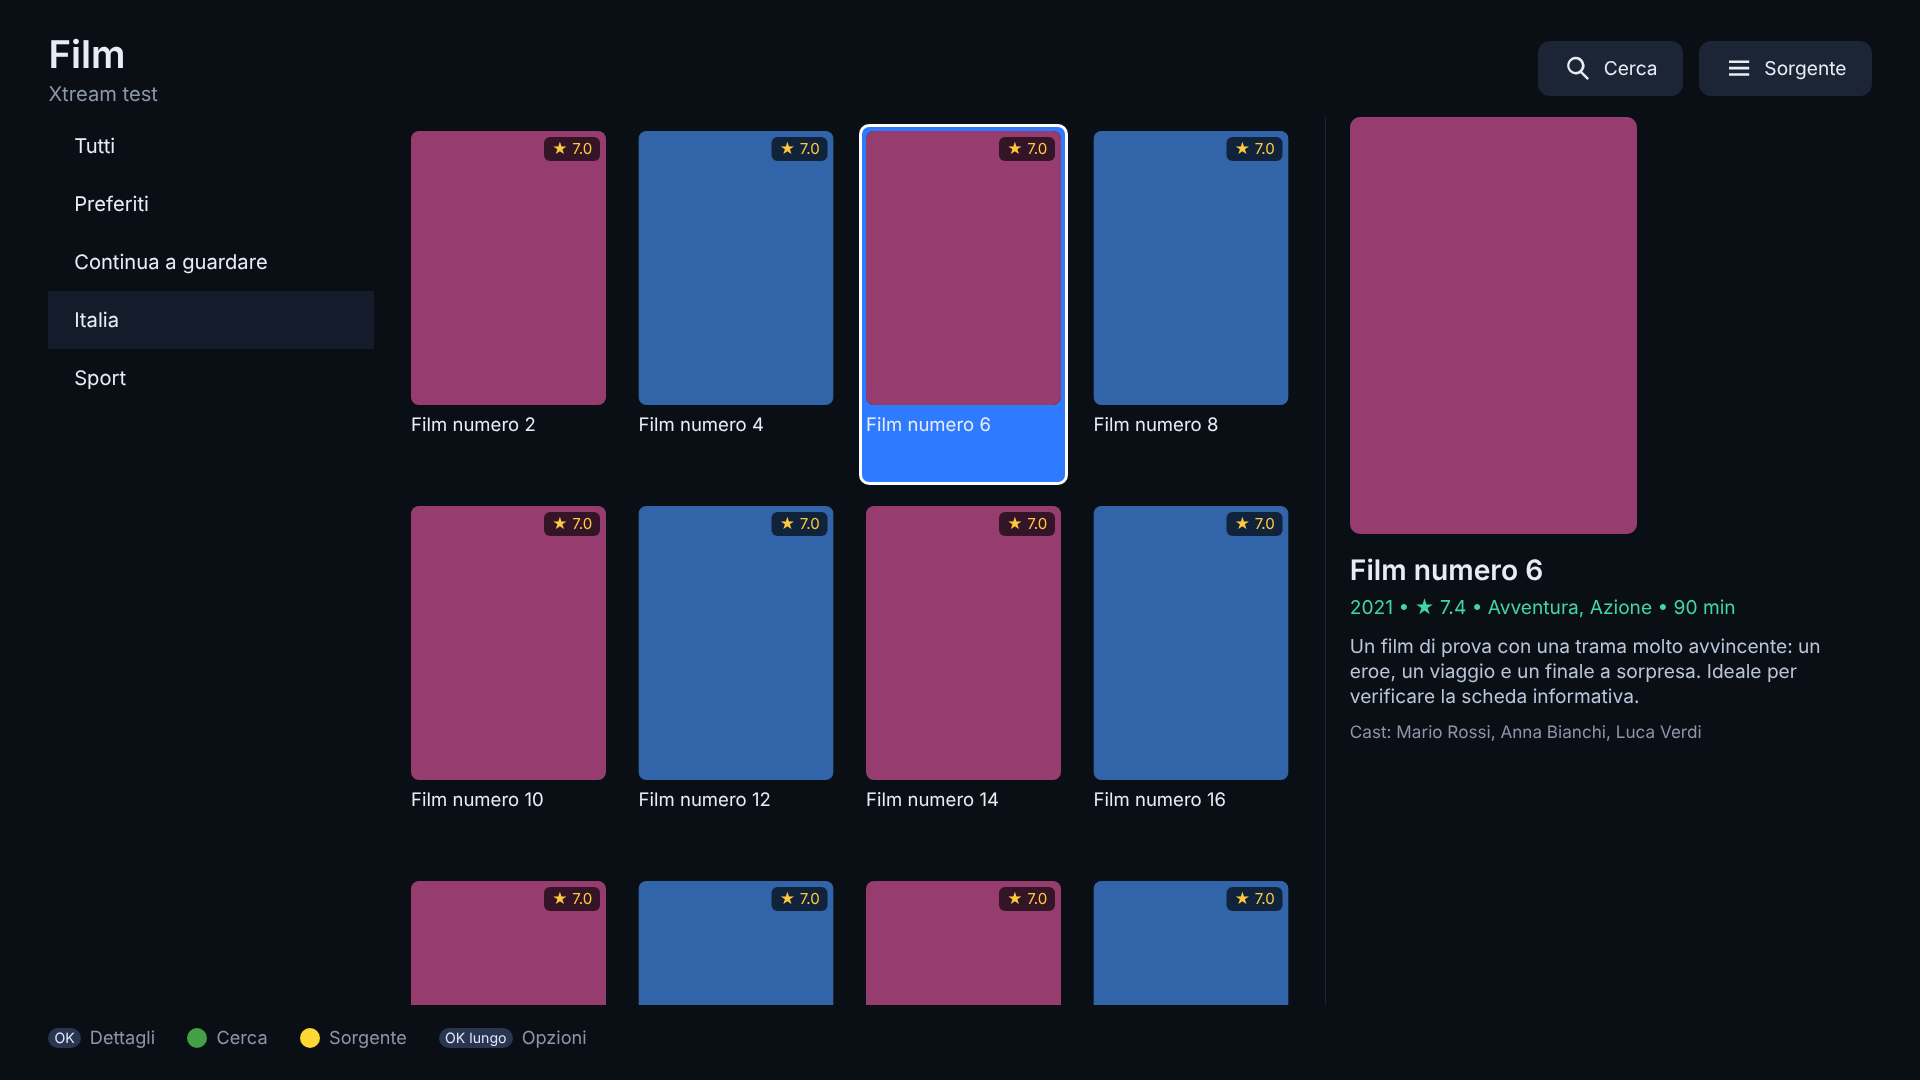 Film
Xtream test
Cerca
Sorgente
Tutti
Preferiti
Continua a guardare
Italia
Sport
★ 7.0
★ 7.0
★ 7.0
★ 7.0
Film numero 2
Film numero 4
Film numero 6
Film numero 8
★ 7.0
★ 7.0
★ 7.0
★ 7.0
Film numero 10
Film numero 12
Film numero 14
Film numero 16
★ 7.0
★ 7.0
★ 7.0
★ 7.0
Film numero 6
2021 • ★ 7.4 • Avventura, Azione • 90 min
Un film di prova con una trama molto avvincente: un
eroe, un viaggio e un finale a sorpresa. Ideale per
verificare la scheda informativa.
Cast: Mario Rossi, Anna Bianchi, Luca Verdi
OK Dettagli
Cerca
Sorgente
OK lungo Opzioni